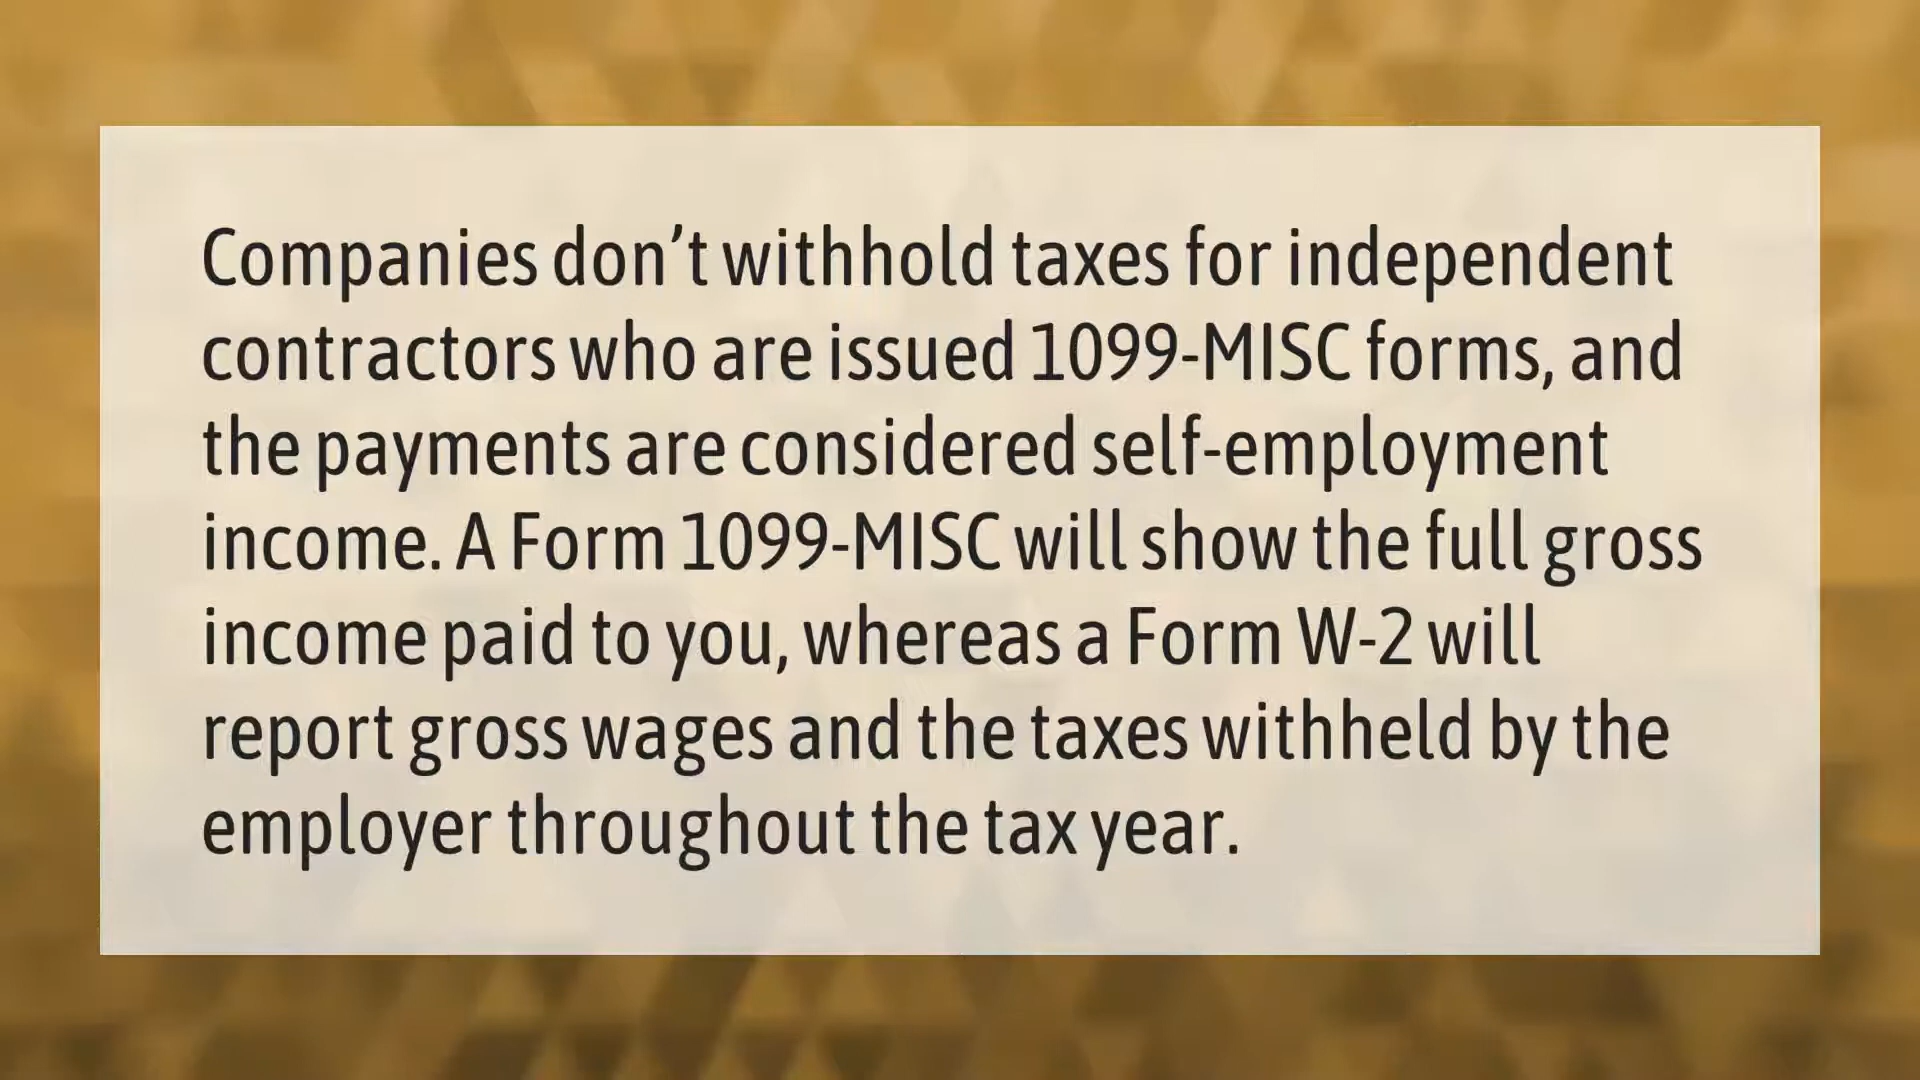 Companies don’t withhold taxes for independent
contractors who are issued 1099-MISC forms, and
the payments are considered self-employment
income. A Form 1099-MISC will show the full gross
income paid to you, whereas a Form W-2 will
report gross wages and the taxes withheld by the
employer throughout the tax year.